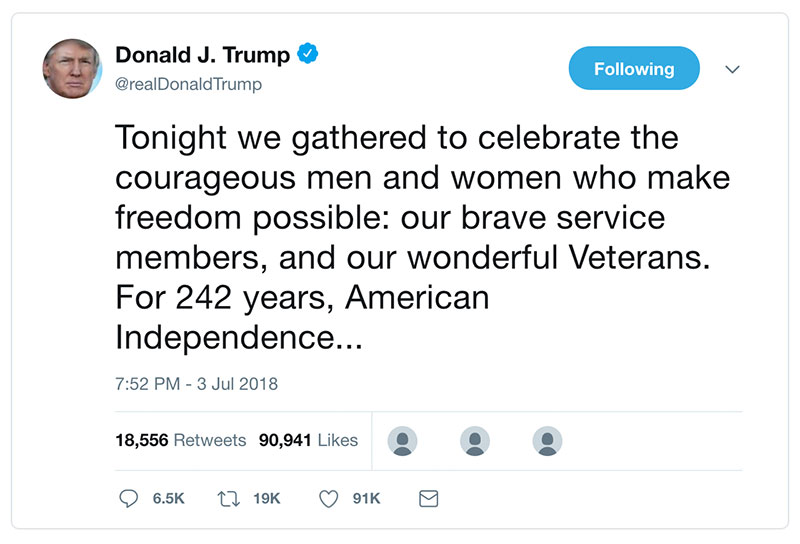 Donald J. Trump
@realDonaldTrump
Following
Tonight we gathered to celebrate the
courageous men and women who make
freedom possible: our brave service
members, and our wonderful Veterans.
For 242 years, American
Independence...
7:52 PM - 3 Jul 2018
18,556 Retweets 90,941 Likes
6.5K 19K 91K